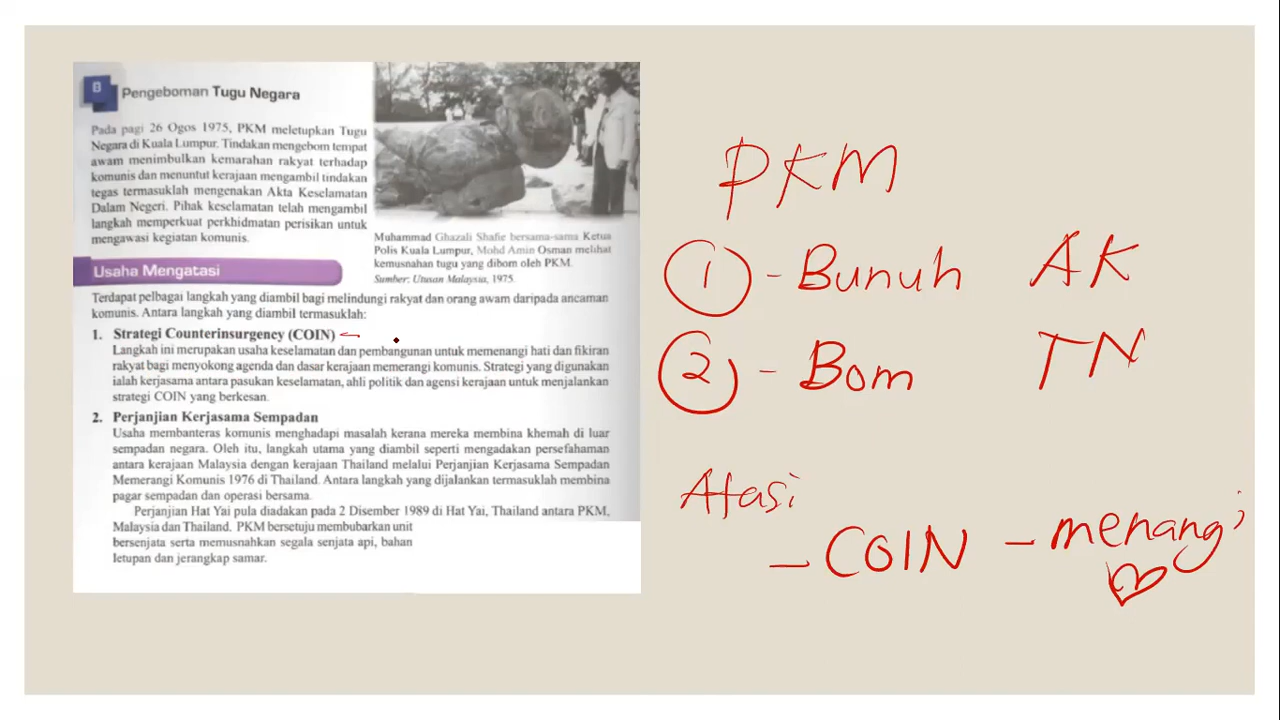 B Pengeboman Tugu Negara
Pada pagi 26 Ogos 1975, PKM meletupkan Tugu
Negara di Kuala Lumpur. Tindakan mengebom tempat
awam menimbulkan kemarahan rakyat terhadap
komunis dan menuntut kerajaan mengambil tindakan
tegas termasuklah mengenakan Akta Keselamatan
Dalam Negeri. Pihak keselamatan telah mengambil
langkah memperkuat perkhidmatan perisikan untuk
mengawasi kegiatan komunis.
Muhammad Ghazali Shafie bersama-sama Ketua
Polis Kuala Lumpur, Mohd Amin Osman melihat
kemusnahan tugu yang dibom oleh PKM.
Sumber: Utusan Malaysia, 1975.
Usaha Mengatasi
Terdapat pelbagai langkah yang diambil bagi melindungi rakyat dan orang awam daripada ancaman
komunis. Antara langkah yang diambil termasuklah:
1. Strategi Counterinsurgency (COIN)
Langkah ini merupakan usaha keselamatan dan pembangunan untuk memenangi hati dan fikiran
rakyat bagi menyokong agenda dan dasar kerajaan memerangi komunis. Strategi yang digunakan
ialah kerjasama antara pasukan keselamatan, ahli politik dan agensi kerajaan untuk menjalankan
strategi COIN yang berkesan.
2. Perjanjian Kerjasama Sempadan
Usaha membanteras komunis menghadapi masalah kerana mereka membina khemah di luar
sempadan negara. Oleh itu, langkah utama yang diambil seperti mengadakan persefahaman
antara kerajaan Malaysia dengan kerajaan Thailand melalui Perjanjian Kerjasama Sempadan
Memerangi Komunis 1976 di Thailand. Antara langkah yang dijalankan termasuklah membina
pagar sempadan dan operasi bersama.
Perjanjian Hat Yai pula diadakan pada 2 Disember 1989 di Hat Yai, Thailand antara PKM,
Malaysia dan Thailand. PKM bersetuju membubarkan unit
bersenjata serta memusnahkan segala senjata api, bahan
letupan dan jerangkap samar.
PKM
1 - Bunuh AK
2 - Bom TN
Atasi
- COIN - menangi